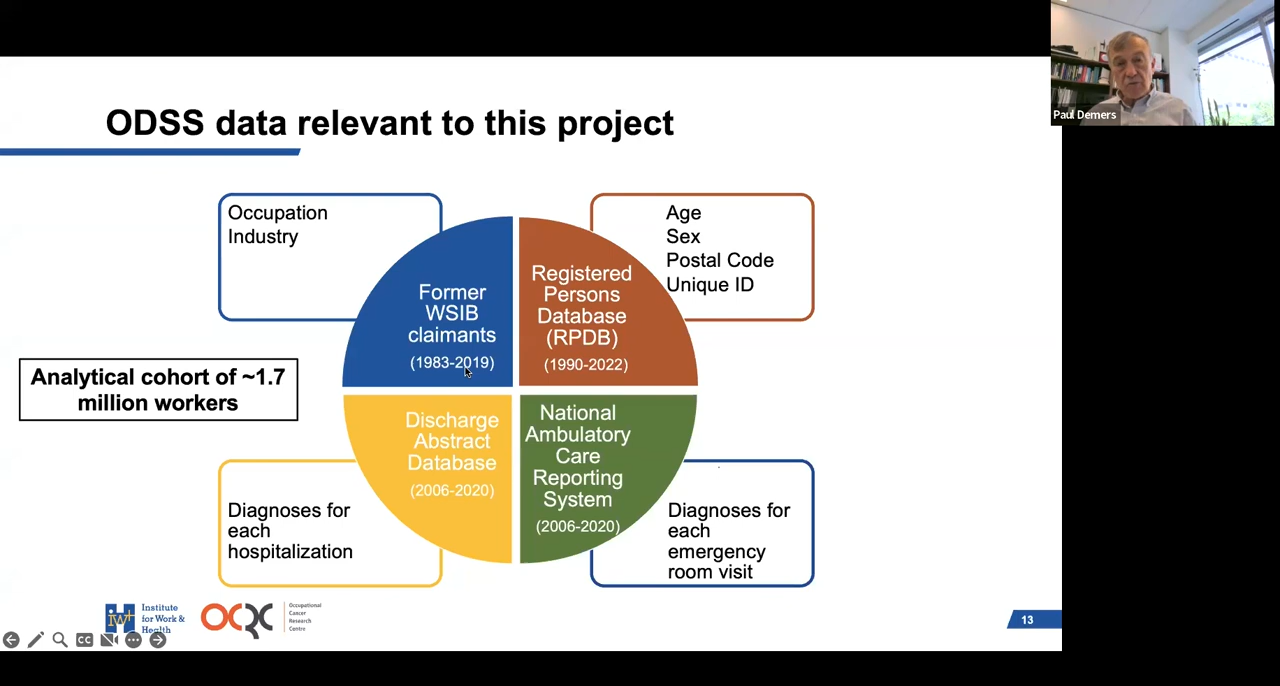 Paul Demers
ODSS data relevant to this project
Occupation
Industry
Age
Sex
Postal Code
Unique ID
Former
WSIB
claimants
(1983-2019)
Registered
Persons
Database
(RPDB)
(1990-2022)
Analytical cohort of ~1.7
million workers
Discharge
Abstract
Database
(2006-2020)
National
Ambulatory
Care
Reporting
System
(2006-2020)
Diagnoses for
each
hospitalization
Diagnoses for
each
emergency
room visit
iwh
Institute
for Work &
Health
OCRC
Occupational
Cancer
Research
Centre
13
CC